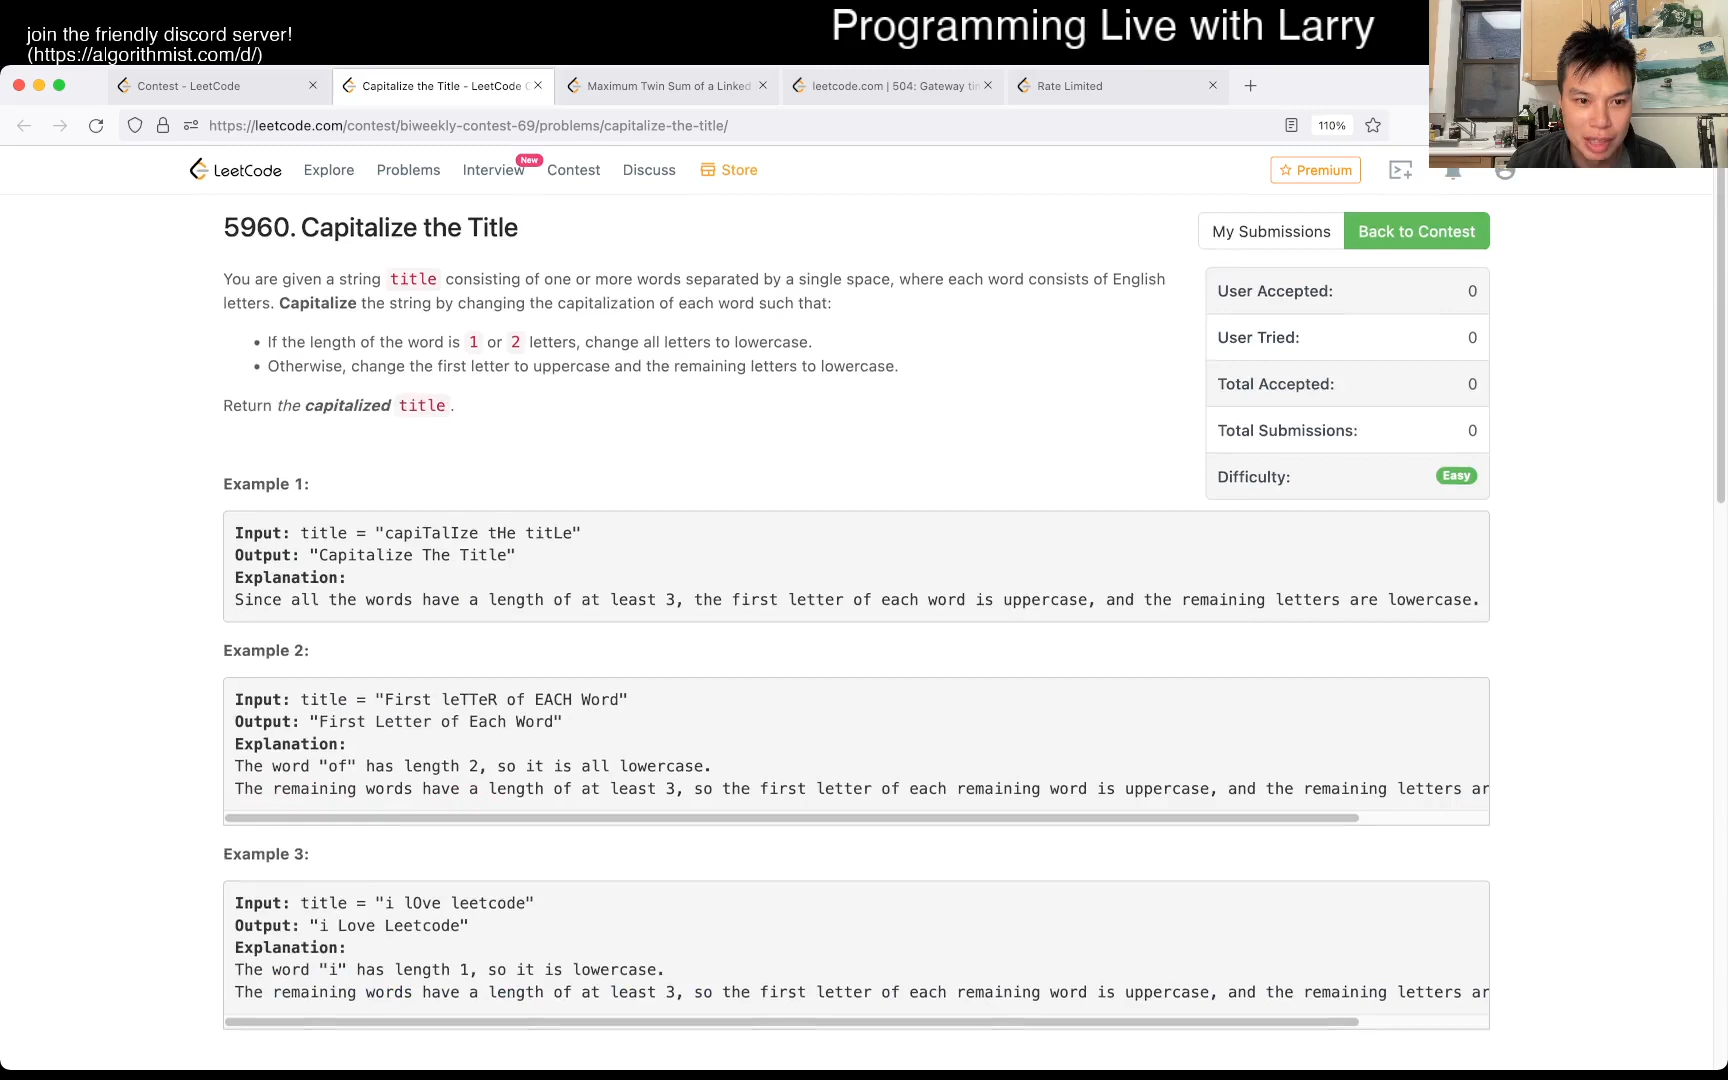 join the friendly discord server!
(https://algorithmist.com/d/)
Programming Live with Larry
Contest - LeetCode
Capitalize the Title - LeetCode C
Maximum Twin Sum of a Linked
leetcode.com | 504: Gateway tin
Rate Limited
https://leetcode.com/contest/biweekly-contest-69/problems/capitalize-the-title/
110%
LeetCode
Explore
Problems
Interview
New
Contest
Discuss
Store
Premium
5960. Capitalize the Title
My Submissions
Back to Contest
You are given a string title consisting of one or more words separated by a single space, where each word consists of English
letters. Capitalize the string by changing the capitalization of each word such that:
• If the length of the word is 1 or 2 letters, change all letters to lowercase.
• Otherwise, change the first letter to uppercase and the remaining letters to lowercase.
Return the capitalized title.
User Accepted: 0
User Tried: 0
Total Accepted: 0
Total Submissions: 0
Difficulty: Easy
Example 1:
Input: title = "capiTalIze tHe titLe"
Output: "Capitalize The Title"
Explanation:
Since all the words have a length of at least 3, the first letter of each word is uppercase, and the remaining letters are lowercase.
Example 2:
Input: title = "First leTTeR of EACH Word"
Output: "First Letter of Each Word"
Explanation:
The word "of" has length 2, so it is all lowercase.
The remaining words have a length of at least 3, so the first letter of each remaining word is uppercase, and the remaining letters ar
Example 3:
Input: title = "i lOve leetcode"
Output: "i Love Leetcode"
Explanation:
The word "i" has length 1, so it is lowercase.
The remaining words have a length of at least 3, so the first letter of each remaining word is uppercase, and the remaining letters ar